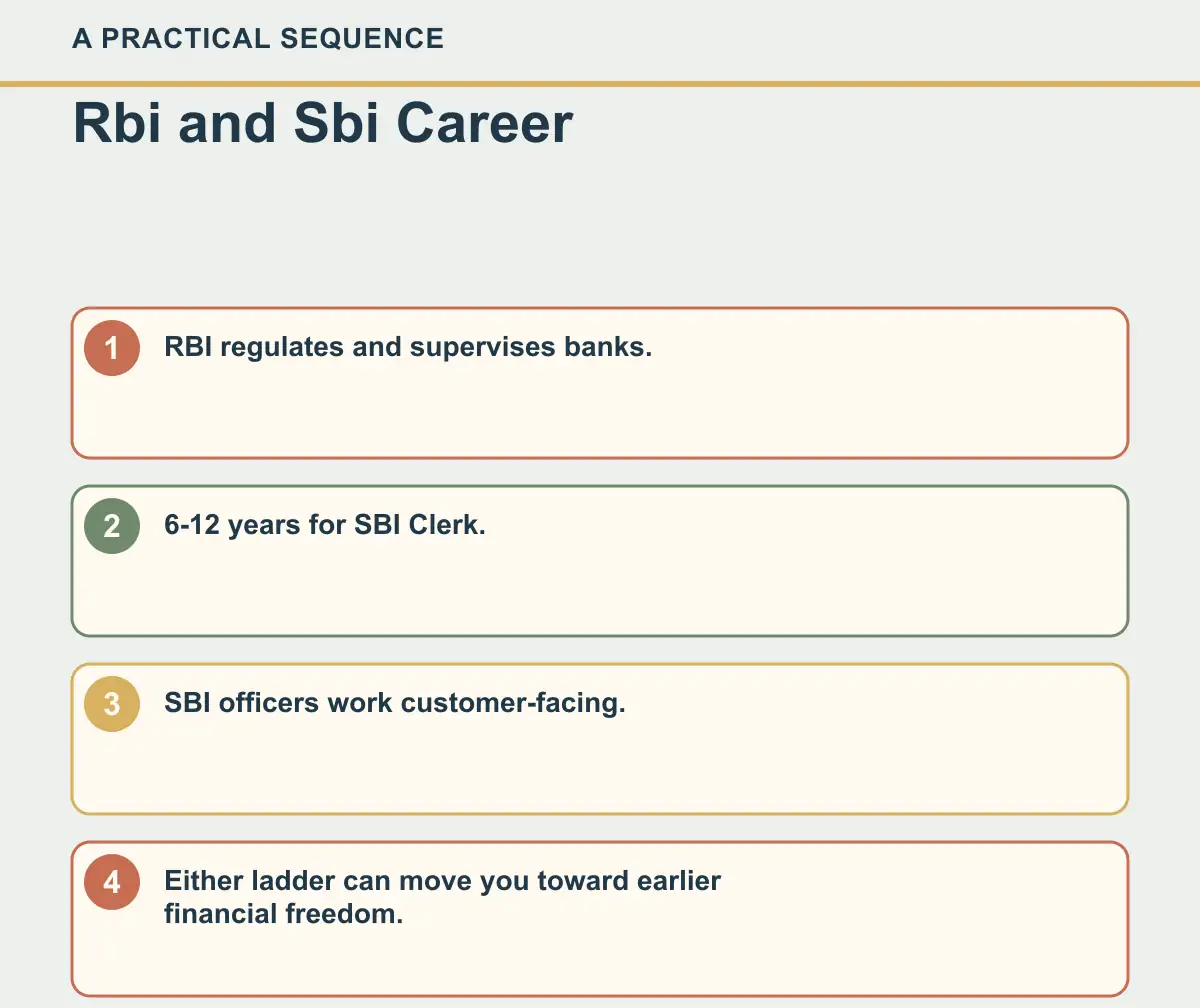 A PRACTICAL SEQUENCE
Rbi and Sbi Career
1
RBI regulates and supervises banks.
2
6-12 years for SBI Clerk.
3
SBI officers work customer-facing.
4
Either ladder can move you toward earlier
financial freedom.